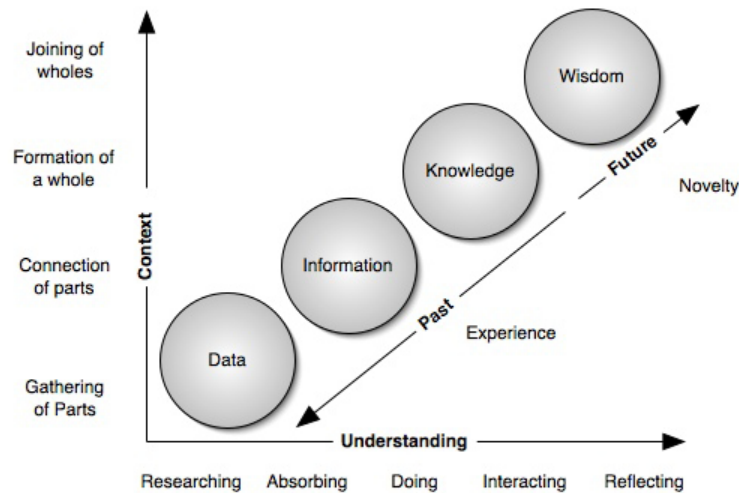 Joining of
wholes
Wisdom
Formation of
a whole
Knowledge
Future
Novelty
Context
Connection
of parts
Information
Past
Experience
Data
Gathering
of Parts
Understanding
Researching
Absorbing
Doing
Interacting
Reflecting